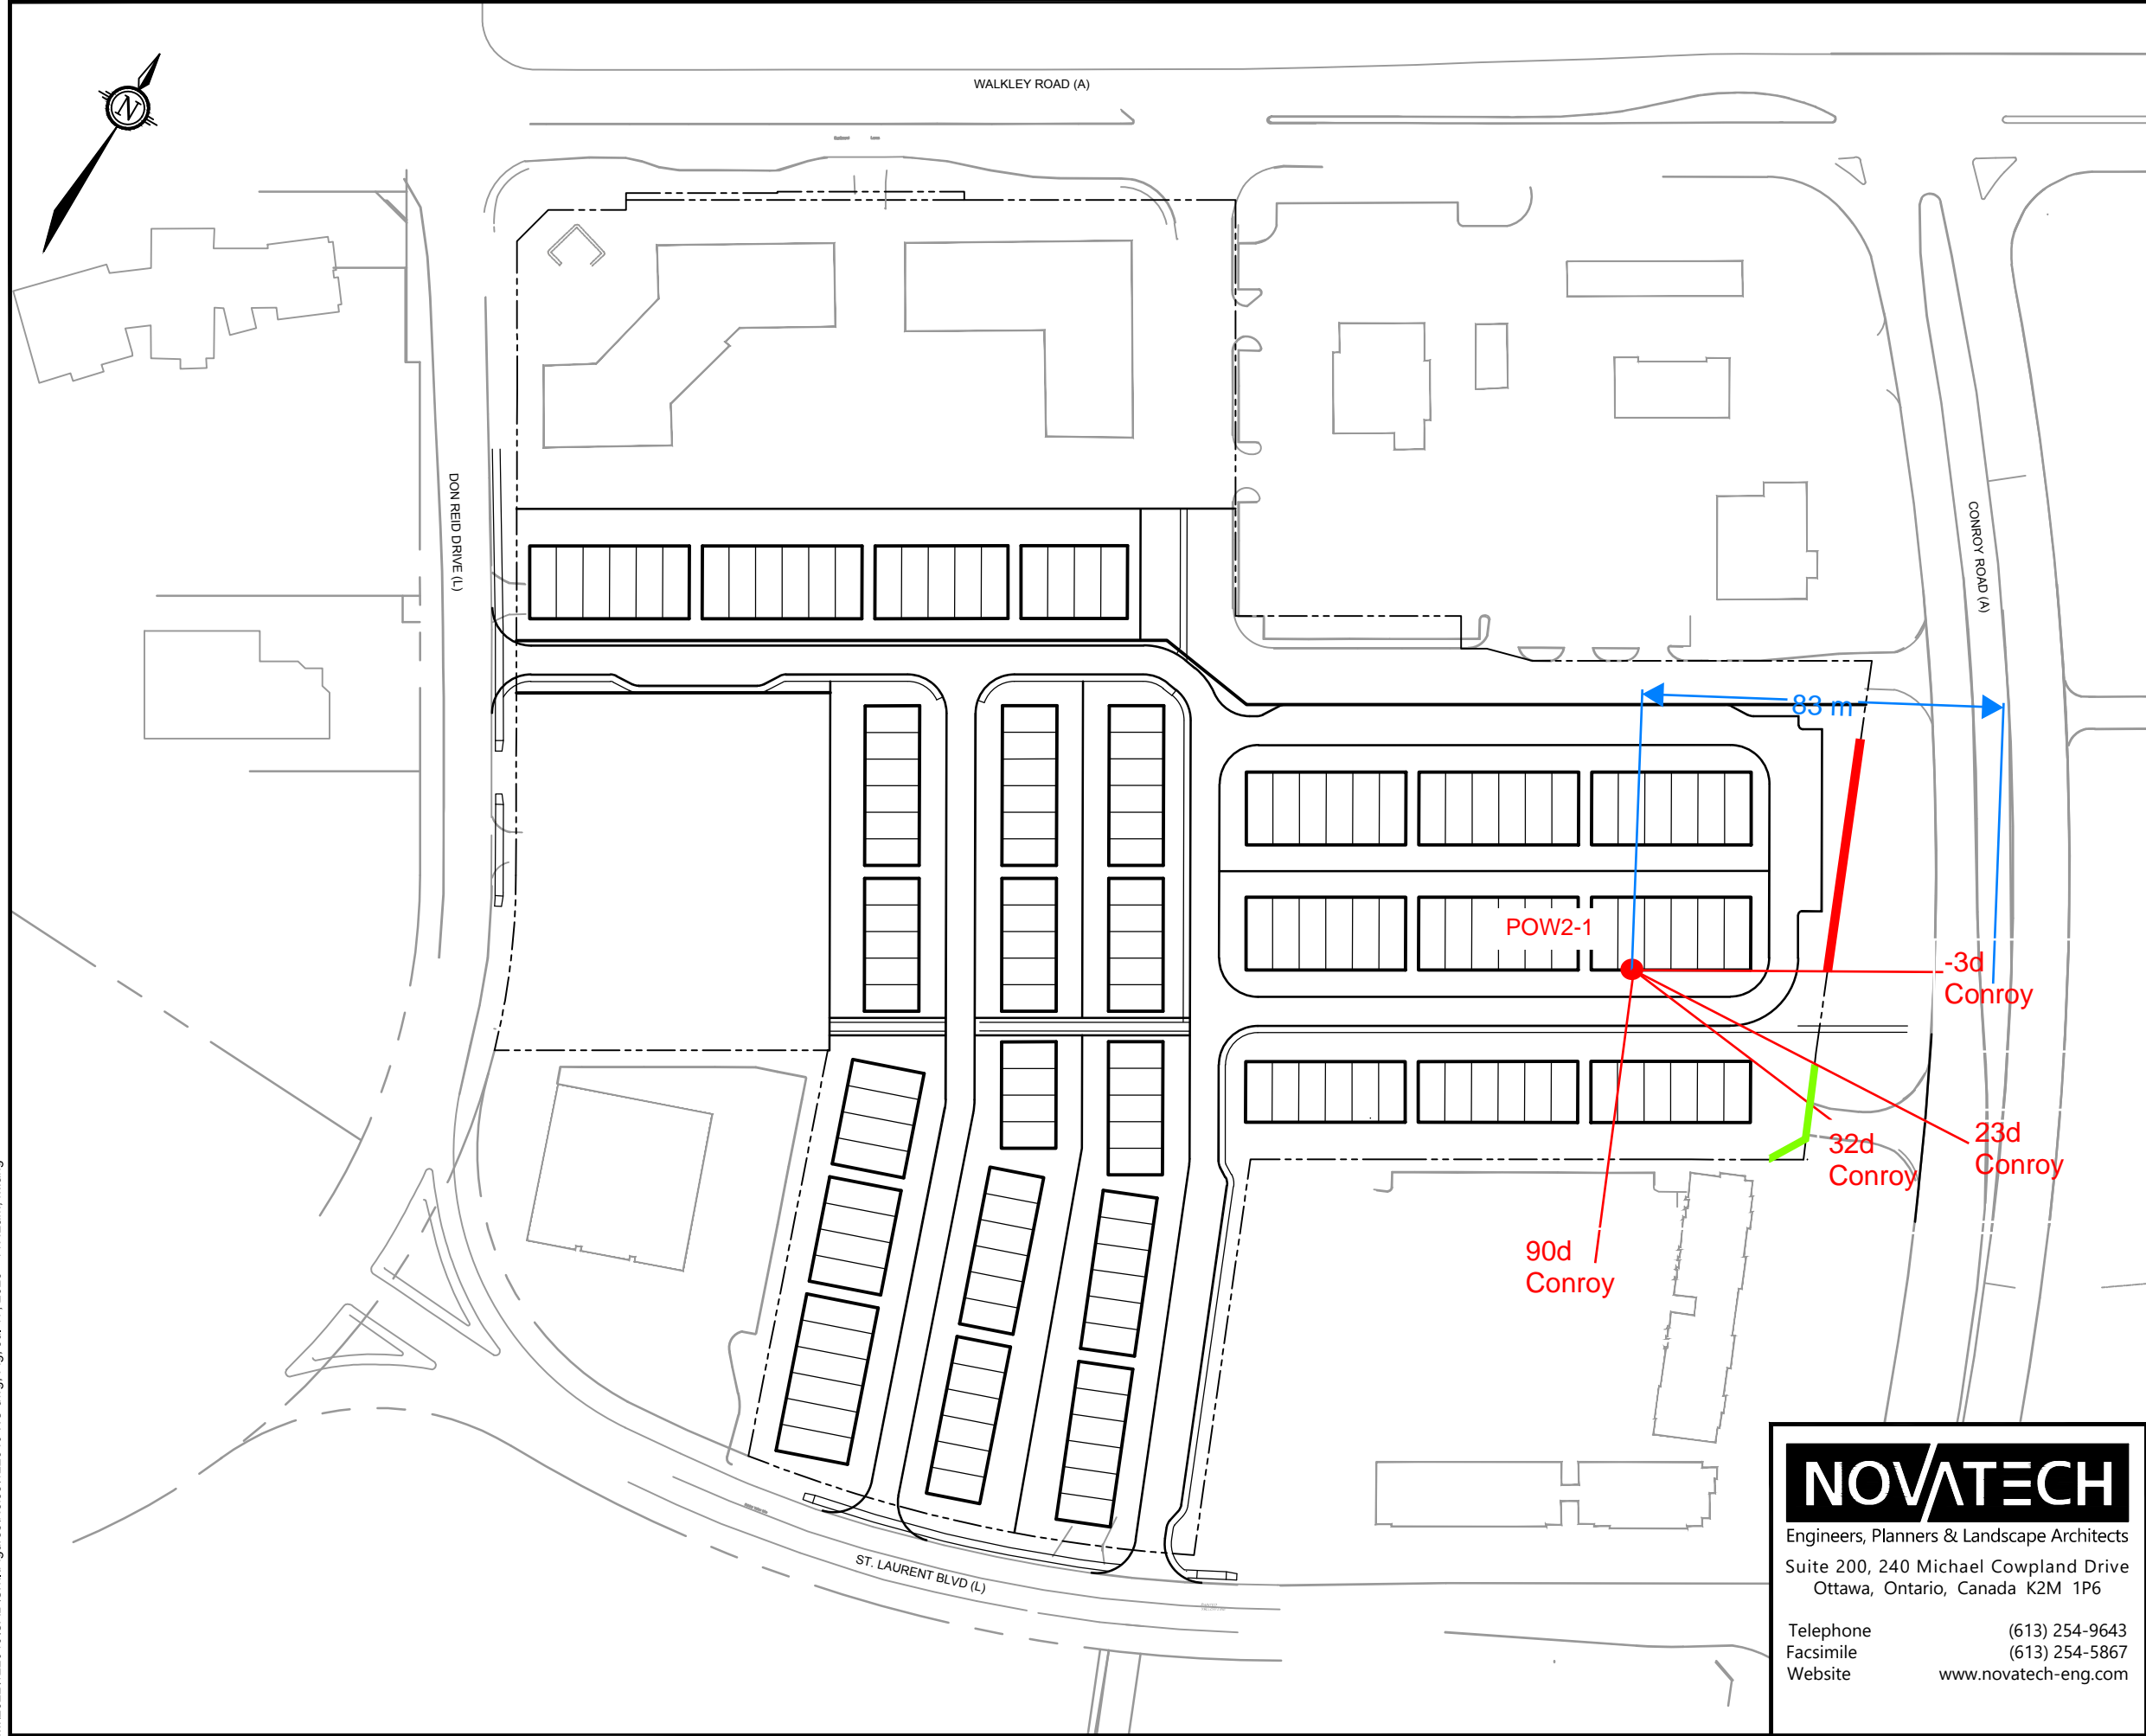 WALKLEY ROAD (A)
N
DON REID DRIVE (L)
CONROY ROAD (A)
83 m
POW2-1
-3d
Conroy
23d
Conroy
32d
Conroy
90d
Conroy
ST. LAURENT BLVD (L)
NOVATECH
Engineers, Planners & Landscape Architects
Suite 200, 240 Michael Cowpland Drive
Ottawa, Ontario, Canada K2M 1P6
Telephone (613) 254-9643
Facsimile (613) 254-5867
Website www.novatech-eng.com